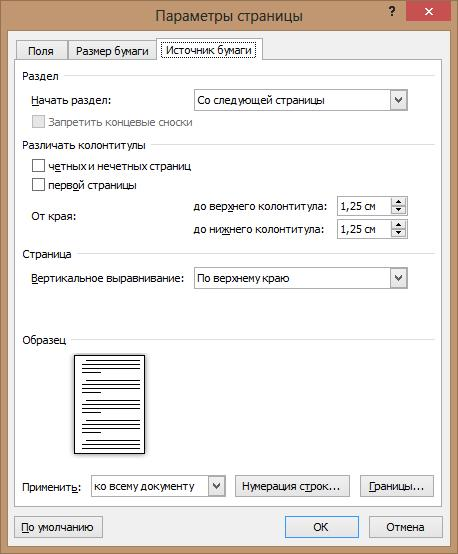 Параметры страницы
?
Поля Размер бумаги Источник бумаги
Раздел
Начать раздел: Со следующей страницы
Запретить концевые сноски
Различать колонтитулы
четных и нечетных страниц
первой страницы
От края:
до верхнего колонтитула: 1,25 см
до нижнего колонтитула: 1,25 см
Страница
Вертикальное выравнивание: По верхнему краю
Образец
Применить: ко всему документу Нумерация строк... Границы...
По умолчанию ОК Отмена